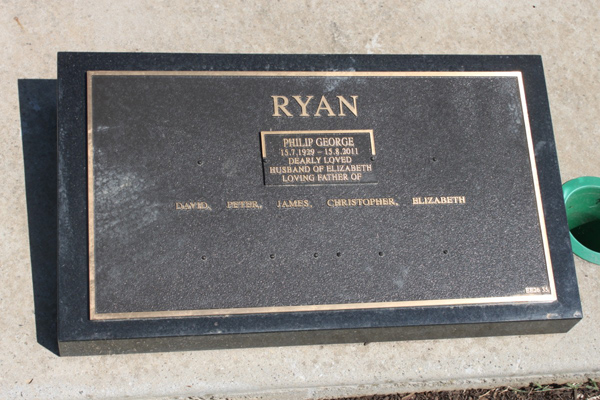 RYAN
PHILIP GEORGE
15.7.1929 – 15.8.2011
DEARLY LOVED
HUSBAND OF ELIZABETH
LOVING FATHER OF
DAVID, PETER, JAMES, CHRISTOPHER, ELIZABETH